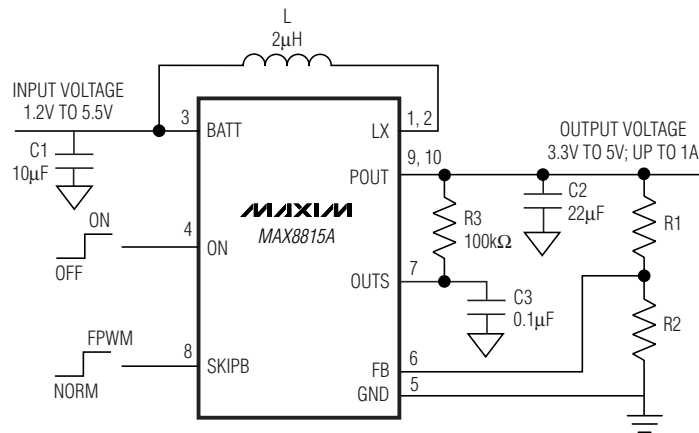 L
2µH
INPUT VOLTAGE
1.2V TO 5.5V
3
BATT
LX
1, 2
C1
10µF
OUTPUT VOLTAGE
3.3V TO 5V; UP TO 1A
9, 10
POUT
C2
22µF
R1
R3
100kΩ
MAXIM
MAX8815A
ON
OFF
4
ON
7
OUTS
C3
0.1µF
R2
FPWM
NORM
8
SKIPB
6
FB
5
GND